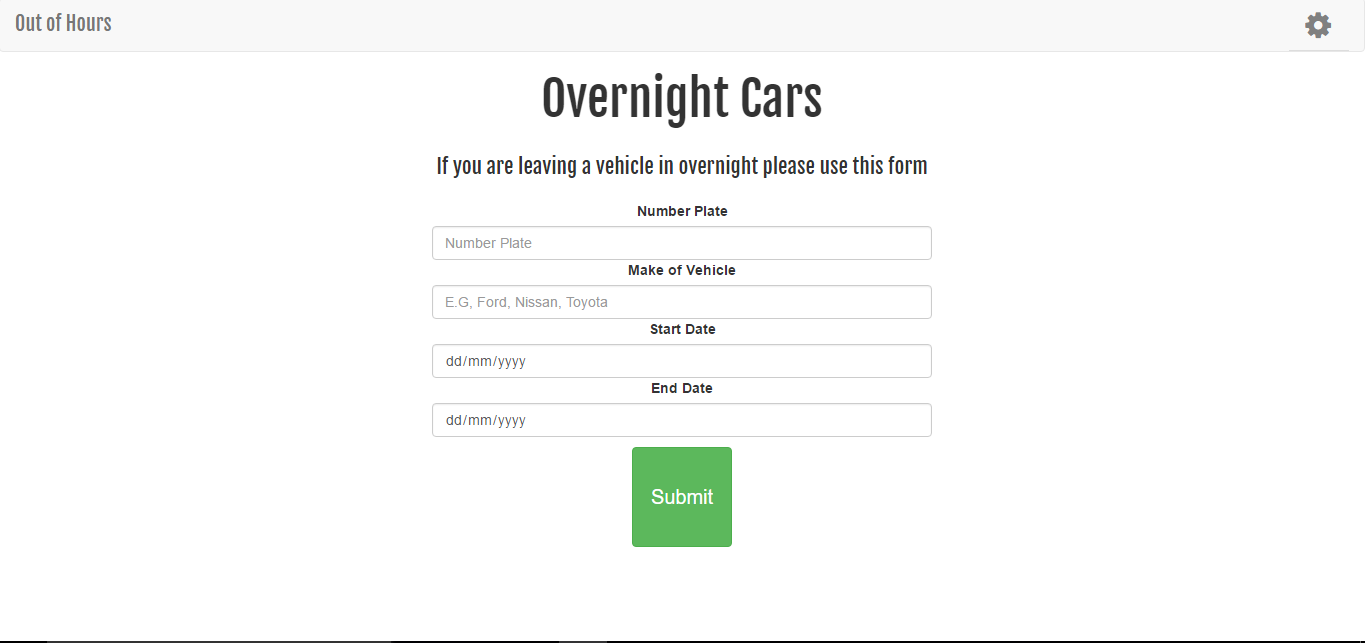 Out of Hours
Overnight Cars
If you are leaving a vehicle in overnight please use this form
Number Plate
Number Plate
Make of Vehicle
E.G, Ford, Nissan, Toyota
Start Date
dd/mm/yyyy
End Date
dd/mm/yyyy
Submit